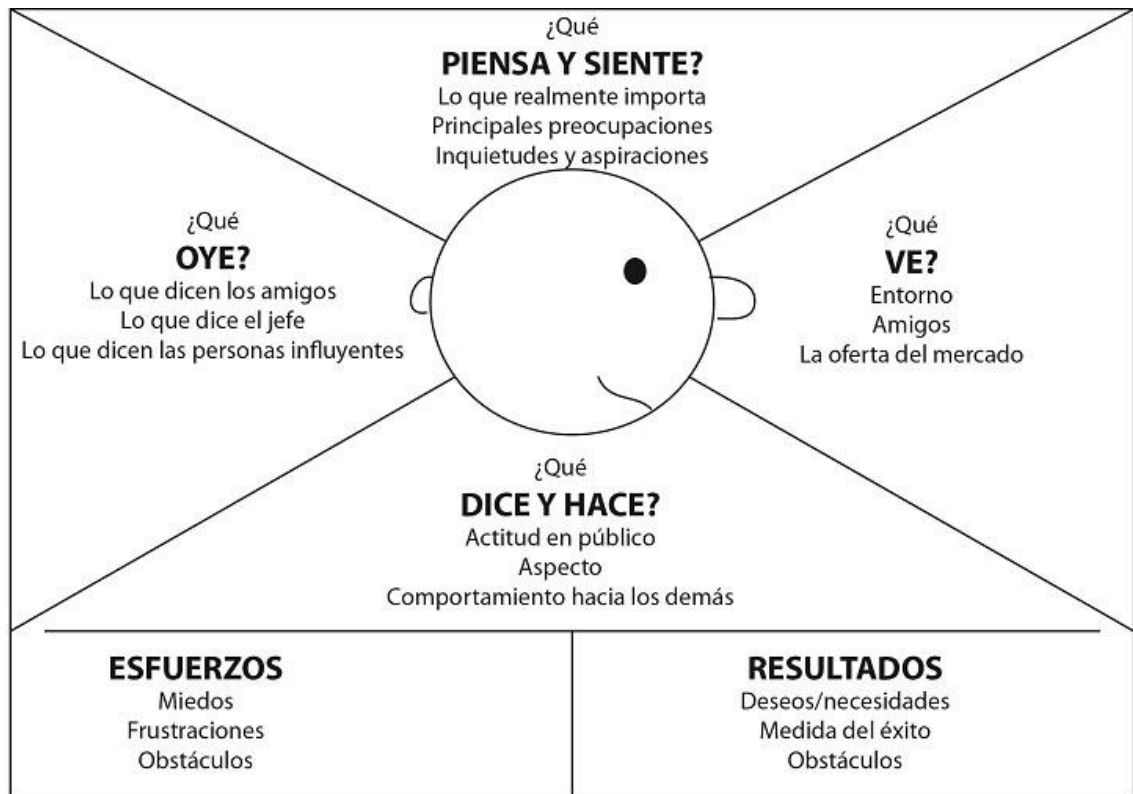 ¿Qué
PIENSA Y SIENTE?
Lo que realmente importa
Principales preocupaciones
Inquietudes y aspiraciones
¿Qué
OYE?
Lo que dicen los amigos
Lo que dice el jefe
Lo que dicen las personas influyentes
¿Qué
VE?
Entorno
Amigos
La oferta del mercado
¿Qué
DICE Y HACE?
Actitud en público
Aspecto
Comportamiento hacia los demás
ESFUERZOS
Miedos
Frustraciones
Obstáculos
RESULTADOS
Deseos/necesidades
Medida del éxito
Obstáculos